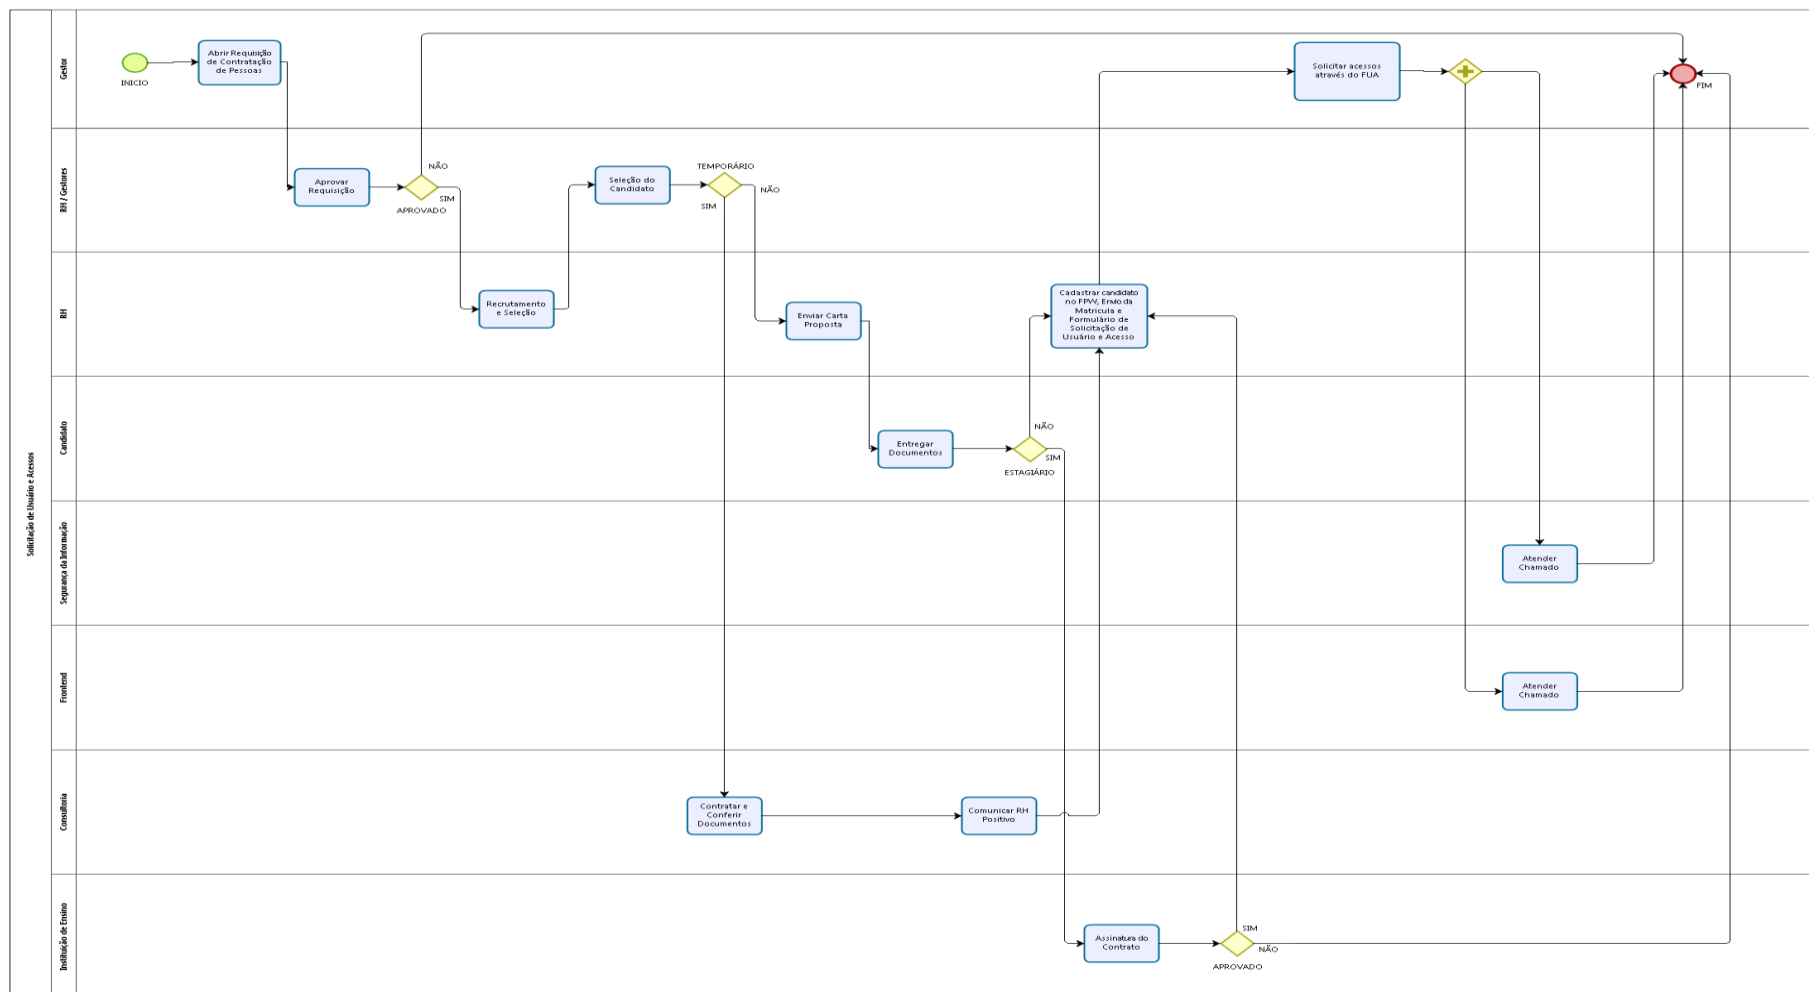 Solicitação de Usuário e Acessos
Gestor
INICIO
Abrir Requisição
de Contratação
de Pessoas
Solicitar acessos
através do FUA
FIM
RH / Gestores
Aprovar
Requisição
NÃO
SIM
APROVADO
Seleção do
Candidato
TEMPORÁRIO
NÃO
SIM
RH
Recrutamento
e Seleção
Enviar Carta
Proposta
Cadastrar candidato
no FPW, Envio da
Matricula e
Formulário de
Solicitação de
Usuário e Acesso
Candidato
Entregar
Documentos
NÃO
SIM
ESTAGIÁRIO
Segurança da Informação
Atender
Chamado
Frontend
Atender
Chamado
Consultoria
Contratar e
Conferir
Documentos
Comunicar RH
Positivo
Instituição de Ensino
Assinatura do
Contrato
SIM
NÃO
APROVADO